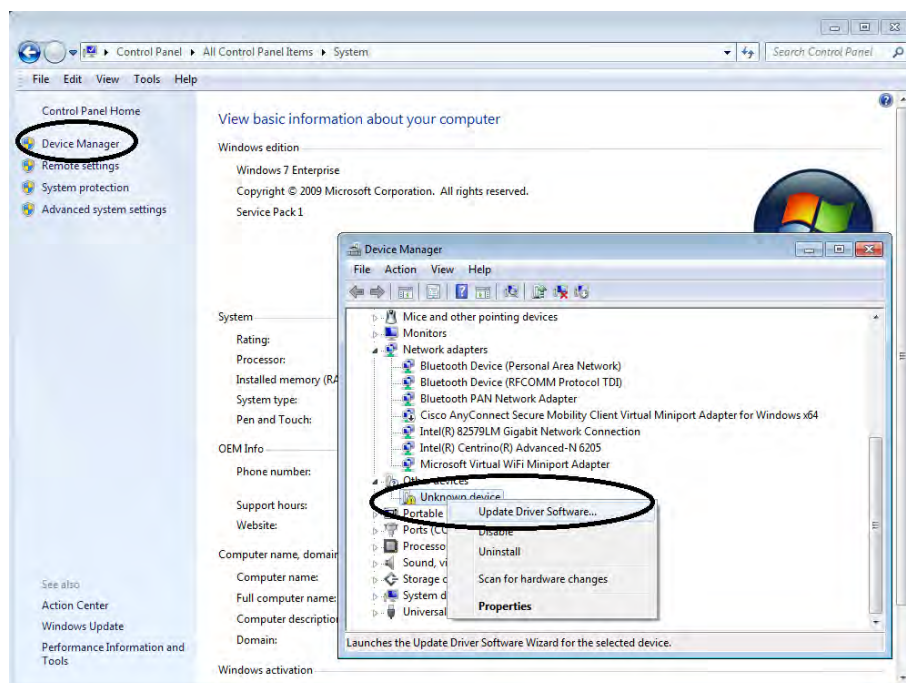 Control Panel All Control Panel Items System Search Control Panel
File Edit View Tools Help
Control Panel Home
Device Manager
Remote settings
System protection
Advanced system settings
See also
Action Center
Windows Update
Performance Information and
Tools
View basic information about your computer
Windows edition
Windows 7 Enterprise
Copyright © 2009 Microsoft Corporation. All rights reserved.
Service Pack 1
System
Rating:
Processor:
Installed memory (RA
System type:
Pen and Touch:
OEM Info
Phone number:
Support hours:
Website:
Computer name, domair
Computer name:
Full computer name:
Computer descriptio
Domain:
Windows activation
Device Manager
File Action View Help
Mice and other pointing devices
Monitors
Network adapters
Bluetooth Device (Personal Area Network)
Bluetooth Device (RFCOMM Protocol TDI)
Bluetooth PAN Network Adapter
Cisco AnyConnect Secure Mobility Client Virtual Miniport Adapter for Windows x64
Intel(R) 82579LM Gigabit Network Connection
Intel(R) Centrino(R) Advanced-N 6205
Microsoft Virtual WiFi Miniport Adapter
Other devices
Unknown device
Portable
Ports (CO
Processo
Sound, vi
Storage c
System d
Universal
Update Driver Software...
Disable
Uninstall
Scan for hardware changes
Properties
Launches the Update Driver Software Wizard for the selected device.